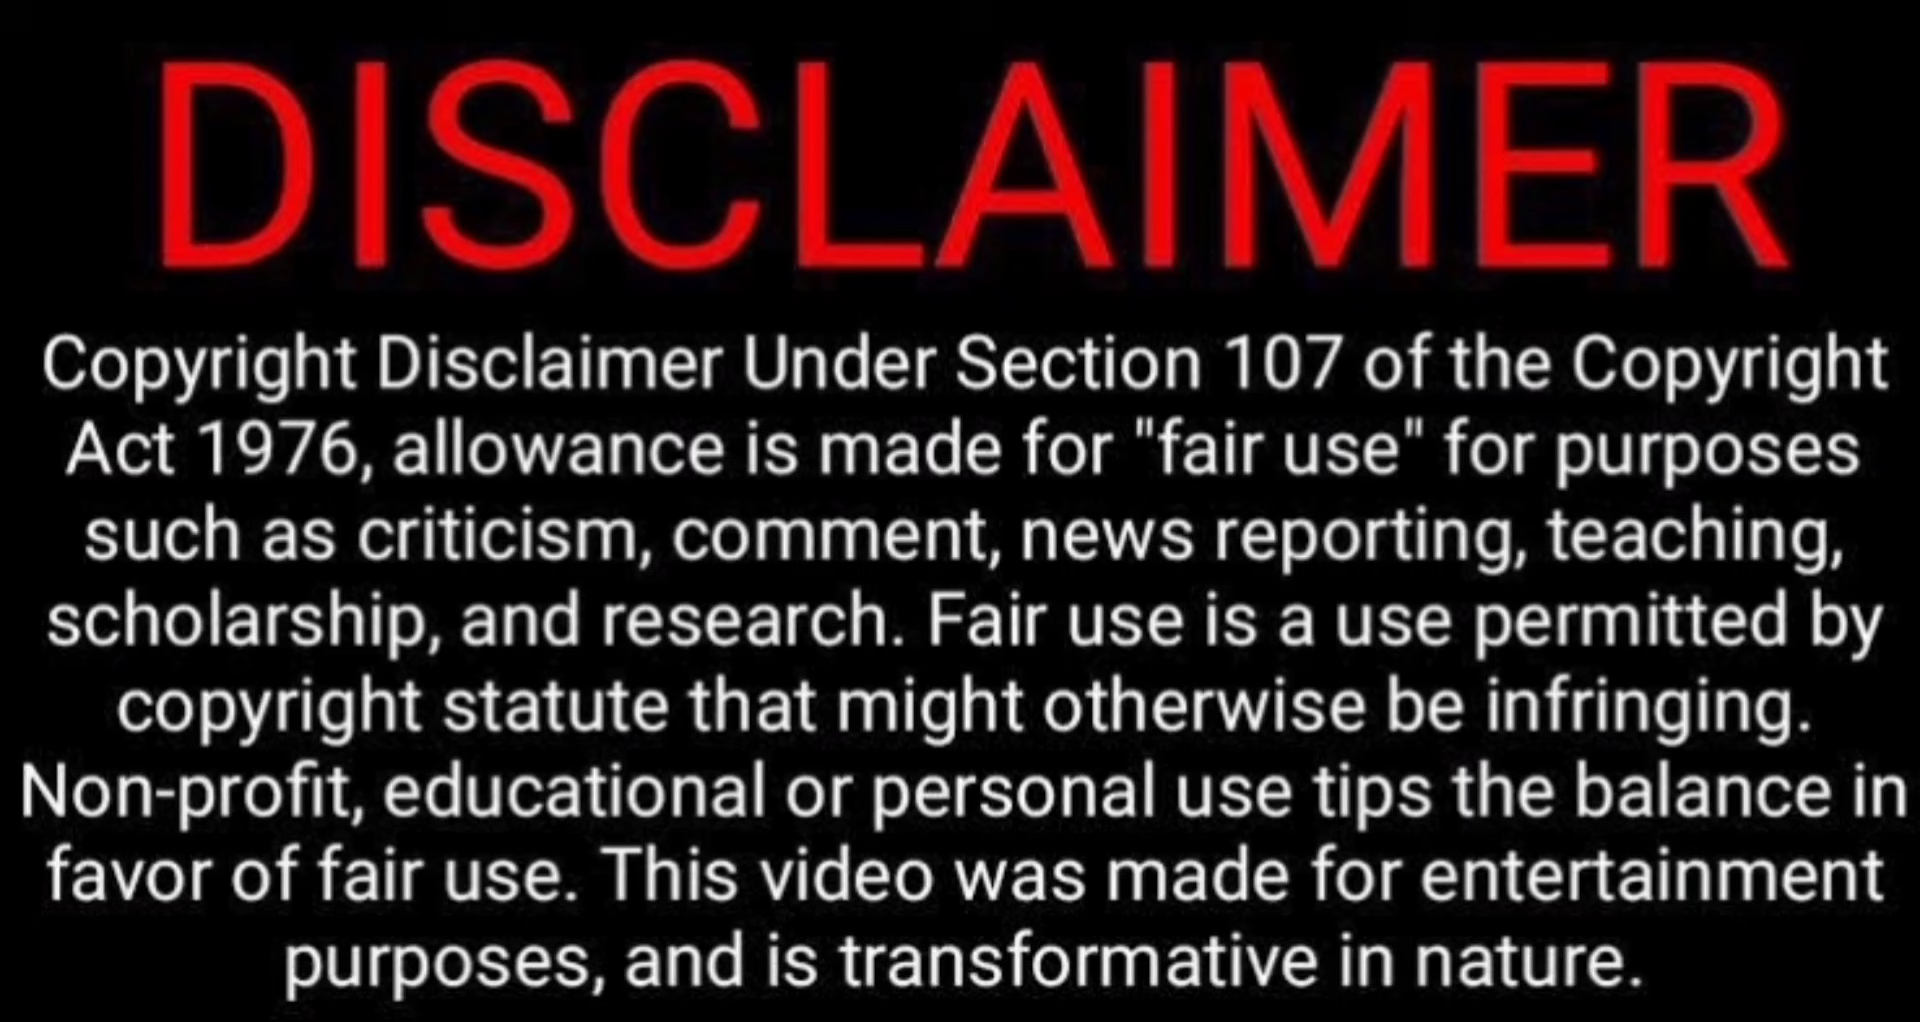 DISCLAIMER
Copyright Disclaimer Under Section 107 of the Copyright
Act 1976, allowance is made for "fair use" for purposes
such as criticism, comment, news reporting, teaching,
scholarship, and research. Fair use is a use permitted by
copyright statute that might otherwise be infringing.
Non-profit, educational or personal use tips the balance in
favor of fair use. This video was made for entertainment
purposes, and is transformative in nature.